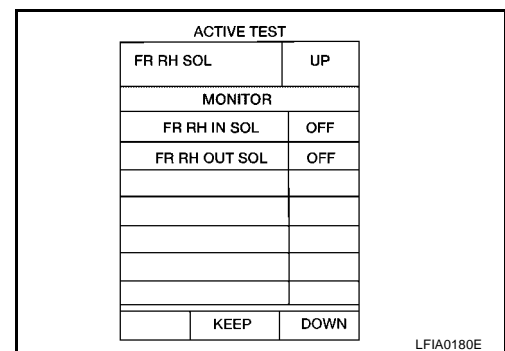 ACTIVE TEST
FR RH SOL UP
MONITOR
FR RH IN SOL OFF
FR RH OUT SOL OFF
KEEP DOWN
LFIA0180E